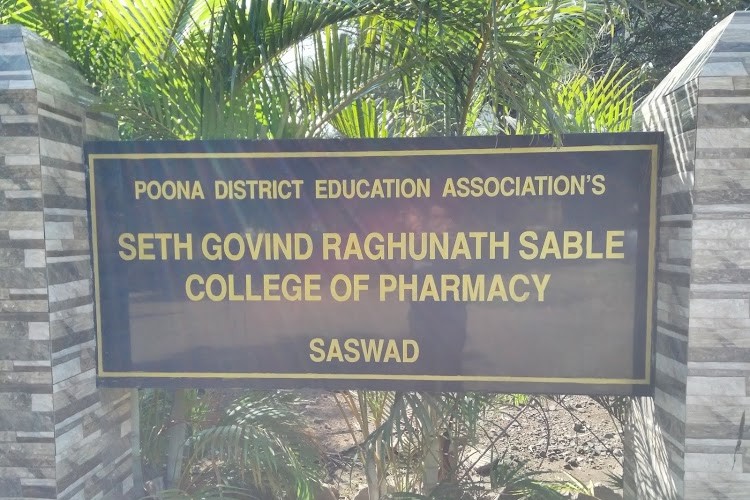 POONA DISTRICT EDUCATION ASSOCIATION'S
SETH GOVIND RAGHUNATH SABLE
COLLEGE OF PHARMACY
SASWAD